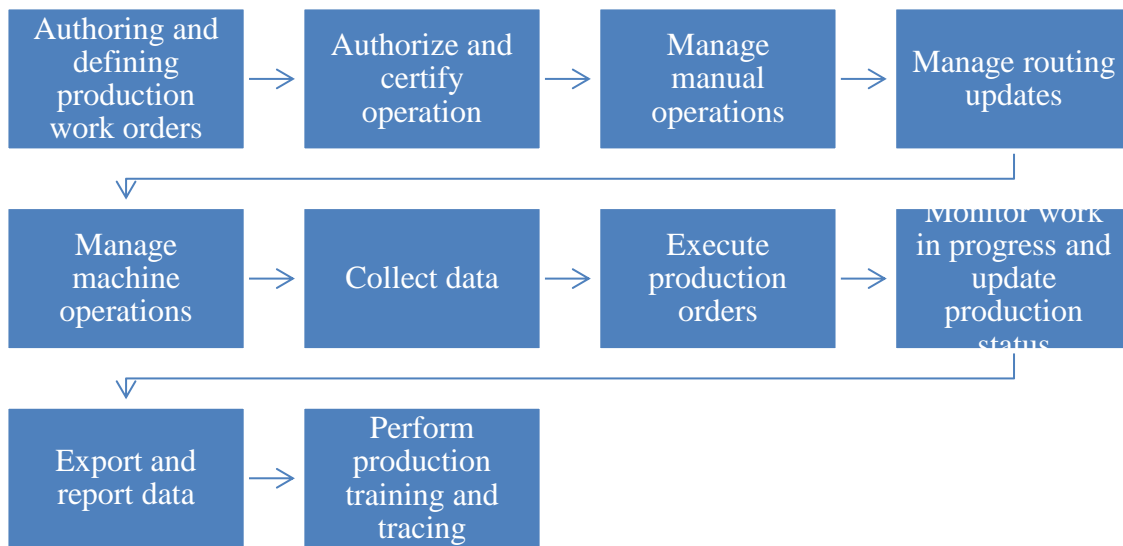 Authoring and
defining
production
work orders
Authorize and
certify
operation
Manage
manual
operations
Manage routing
updates
Manage
machine
operations
Collect data
Execute
production
orders
Monitor work
in progress and
update
production
status
Export and
report data
Perform
production
training and
tracing